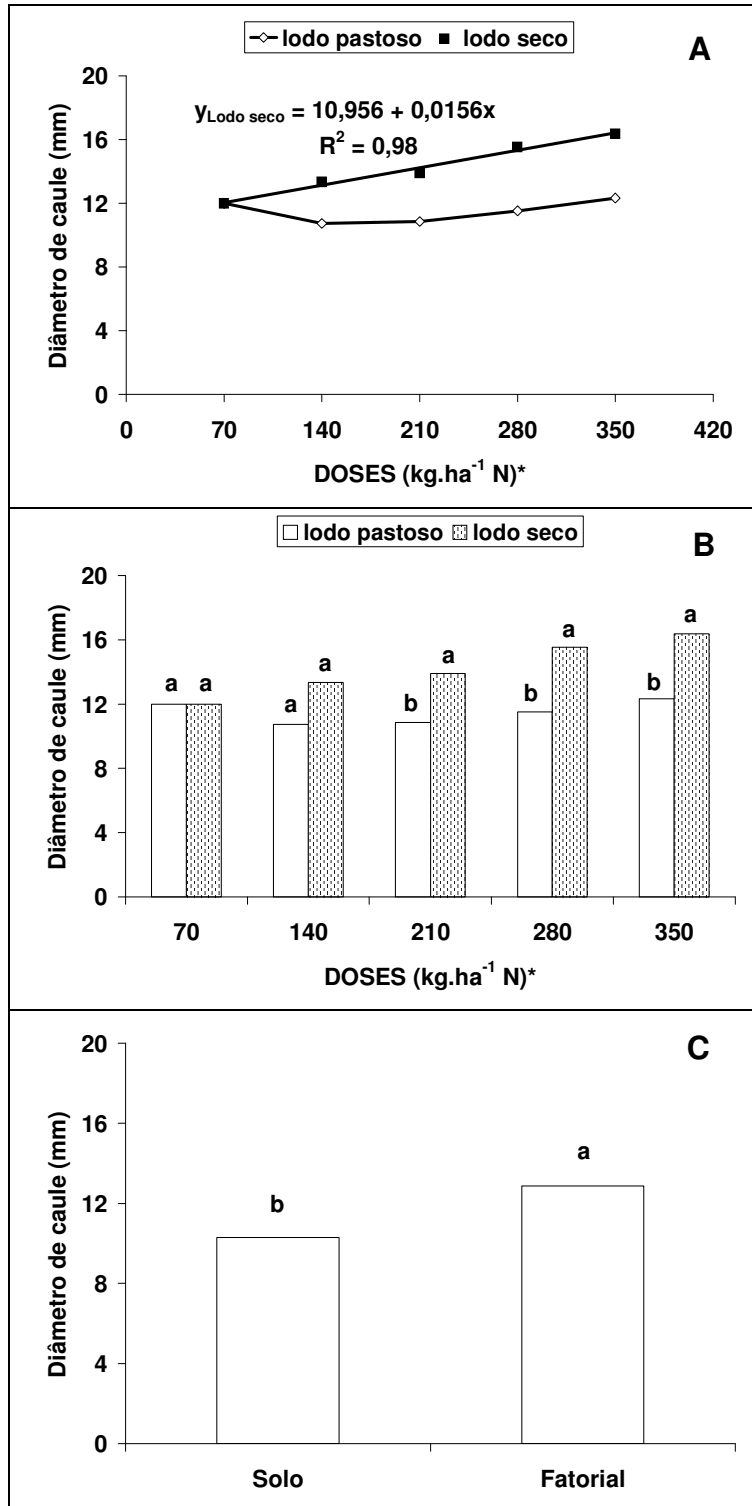 lodo pastoso lodo seco
A
20
16
12
8
4
0
Diâmetro de caule (mm)
yLodo seco = 10,956 + 0,0156x
R² = 0,98
0 70 140 210 280 350 420
DOSES (kg.ha⁻¹ N)*
lodo pastoso lodo seco
B
20
16
12
8
4
0
Diâmetro de caule (mm)
a a a a b a b a b a
70 140 210 280 350
DOSES (kg.ha⁻¹ N)*
C
20
16
12
8
4
0
Diâmetro de caule (mm)
b a
Solo Fatorial